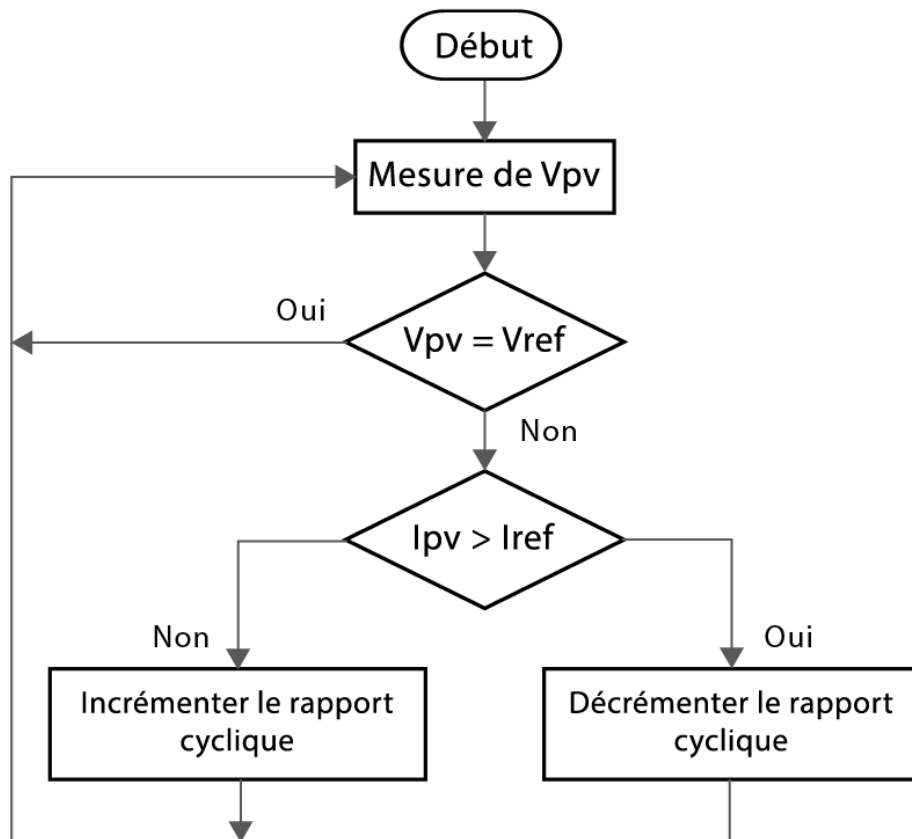 Début
Mesure de Vpv
Oui
Vpv = Vref
Non
Ipv > Iref
Non
Oui
Incrémenter le rapport
cyclique
Décrémenter le rapport
cyclique